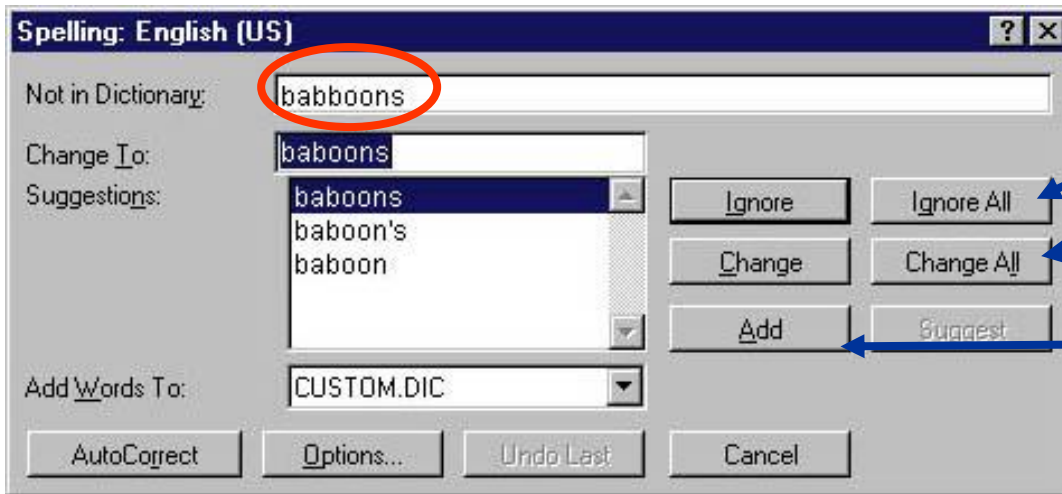 Spelling: English (US)
Not in Dictionary: babboons
Change To: baboons
Suggestions: baboons
baboon's
baboon
Ignore Ignore All
Change Change All
Add Suggest
Add Words To: CUSTOM.DIC
AutoCorrect Options... Undo Last Cancel